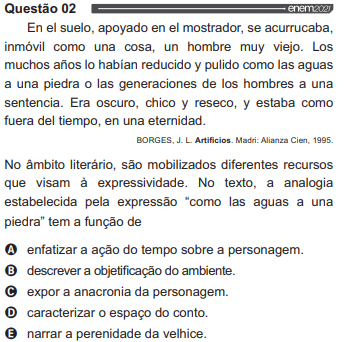 Questão 02 enem2021
En el suelo, apoyado en el mostrador, se acurrucaba,
inmóvil como una cosa, un hombre muy viejo. Los
muchos años lo habían reducido y pulido como las aguas
a una piedra o las generaciones de los hombres a una
sentencia. Era oscuro, chico y reseco, y estaba como
fuera del tiempo, en una eternidad.
BORGES, J. L. Artificios. Madri: Alianza Cien, 1995.
No âmbito literário, são mobilizados diferentes recursos
que visam à expressividade. No texto, a analogia
estabelecida pela expressão “como las aguas a una
piedra” tem a função de
A enfatizar a ação do tempo sobre a personagem.
B descrever a objetificação do ambiente.
C expor a anacronia da personagem.
D caracterizar o espaço do conto.
E narrar a perenidade da velhice.